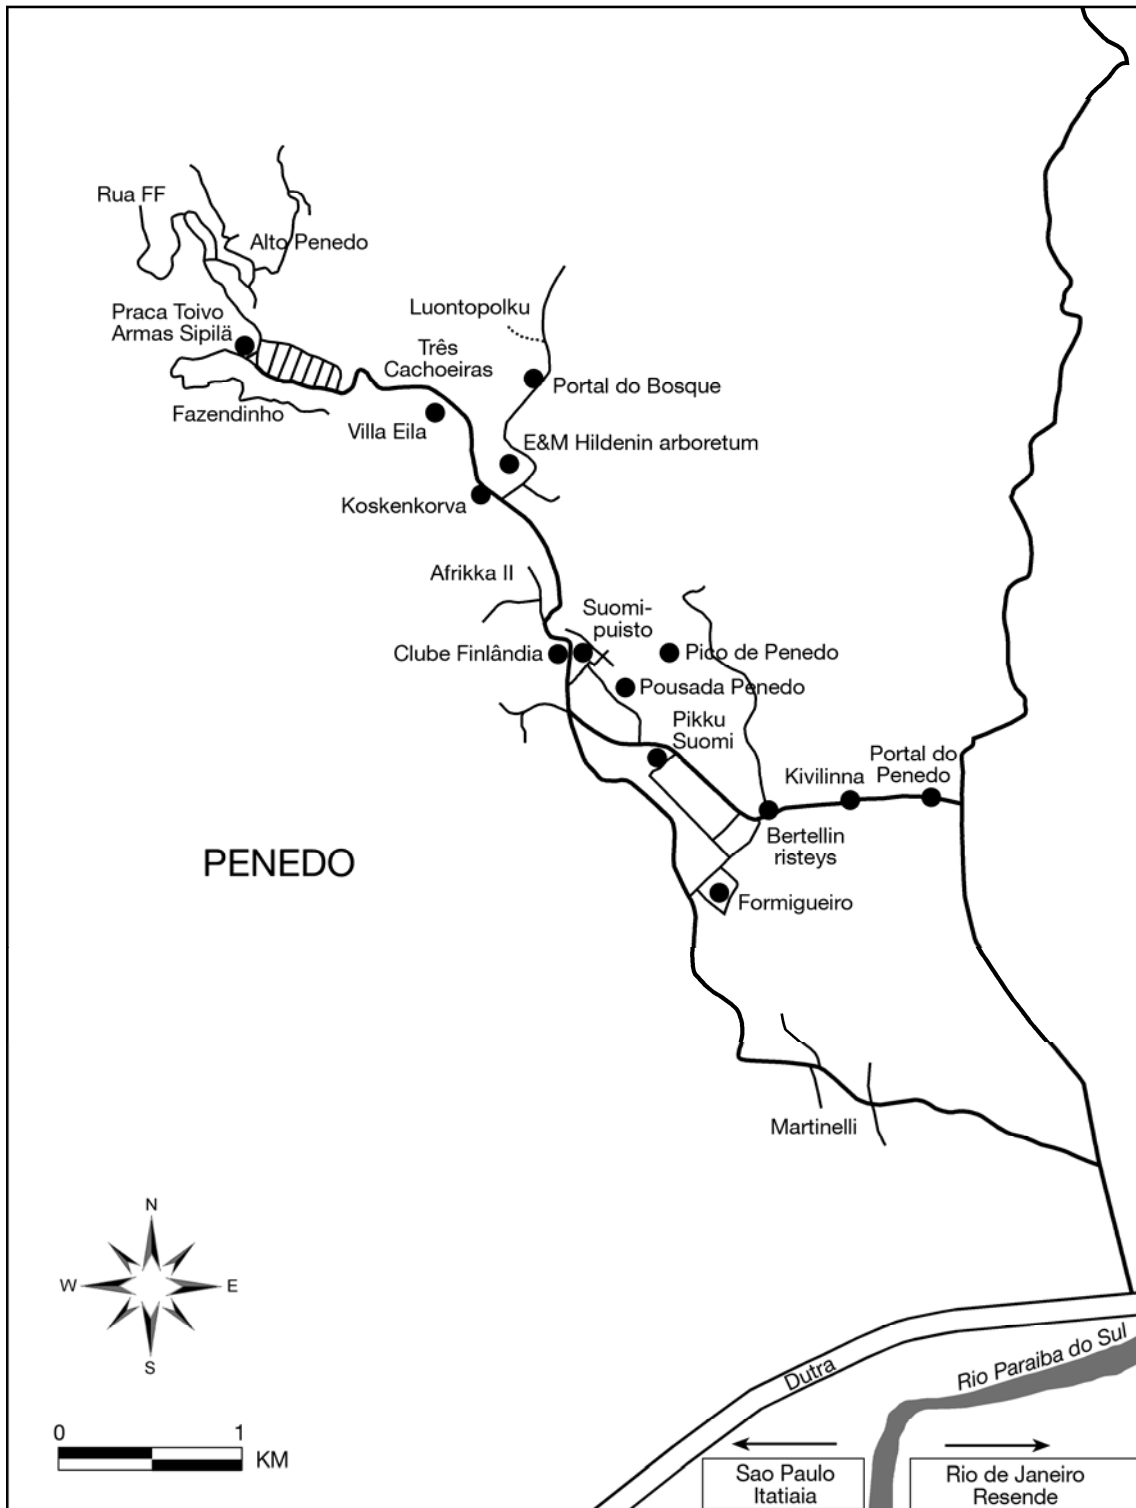 Rua FF
Alto Penedo
Luontopolku
Praca Toivo
Armas Sipilä
Três
Cachoeiras
Portal do Bosque
Fazendinho
Villa Eila
E&M Hildenin arboretum
Koskenkorva
Afrikka II
Suomi-
puisto
Clube Finlândia
Pico de Penedo
Pousada Penedo
Pikku
Suomi
Portal do
Penedo
Kivilinna
Bertellin
risteys
PENEDO
Formigueiro
Martinelli
N
W
E
S
Dutra
Rio Paraiba do Sul
0
1
KM
Sao Paulo
Itatiaia
Rio de Janeiro
Resende